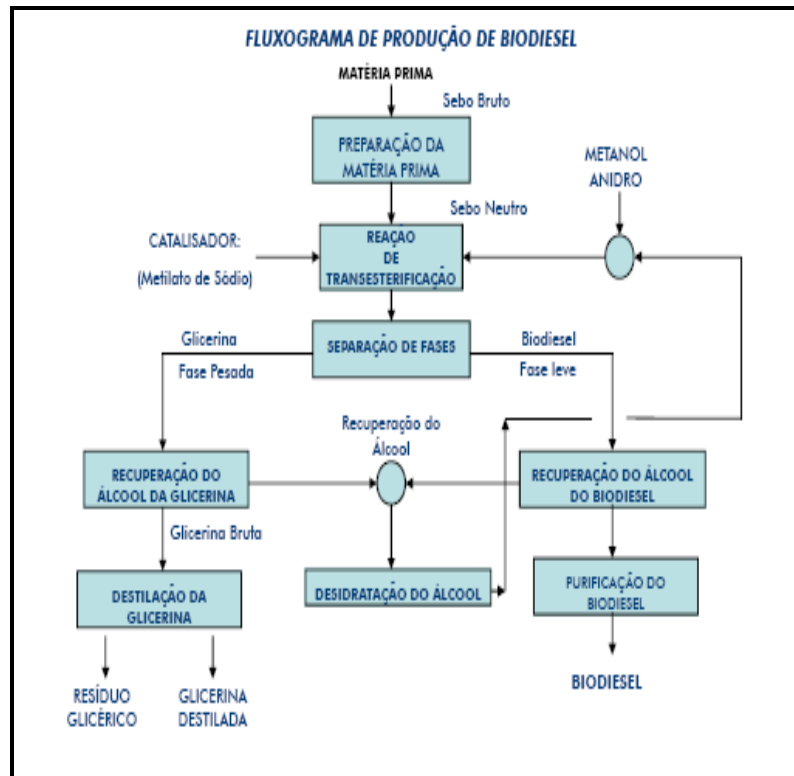 FLUXOGRAMA DE PRODUÇÃO DE BIODIESEL
MATÉRIA PRIMA
Sebo Bruto
PREPARAÇÃO DA
MATÉRIA PRIMA
METANOL
ANIDRO
Sebo Neutro
CATALISADOR:
(Metilato de Sódio)
REAÇÃO
DE
TRANSESTERIFICAÇÃO
SEPARAÇÃO DE FASES
Glicerina
Fase Pesada
Biodiesel
Fase leve
Recuperação do
Álcool
RECUPERAÇÃO DO
ÁLCOOL DA GLICERINA
RECUPERAÇÃO DO ÁLCOOL
DO BIODIESEL
Glicerina Bruta
DESTILAÇÃO DA
GLICERINA
DESIDRATAÇÃO DO ÁLCOOL
PURIFICAÇÃO DO
BIODIESEL
RESÍDUO
GLICÉRICO
GLICERINA
DESTILADA
BIODIESEL